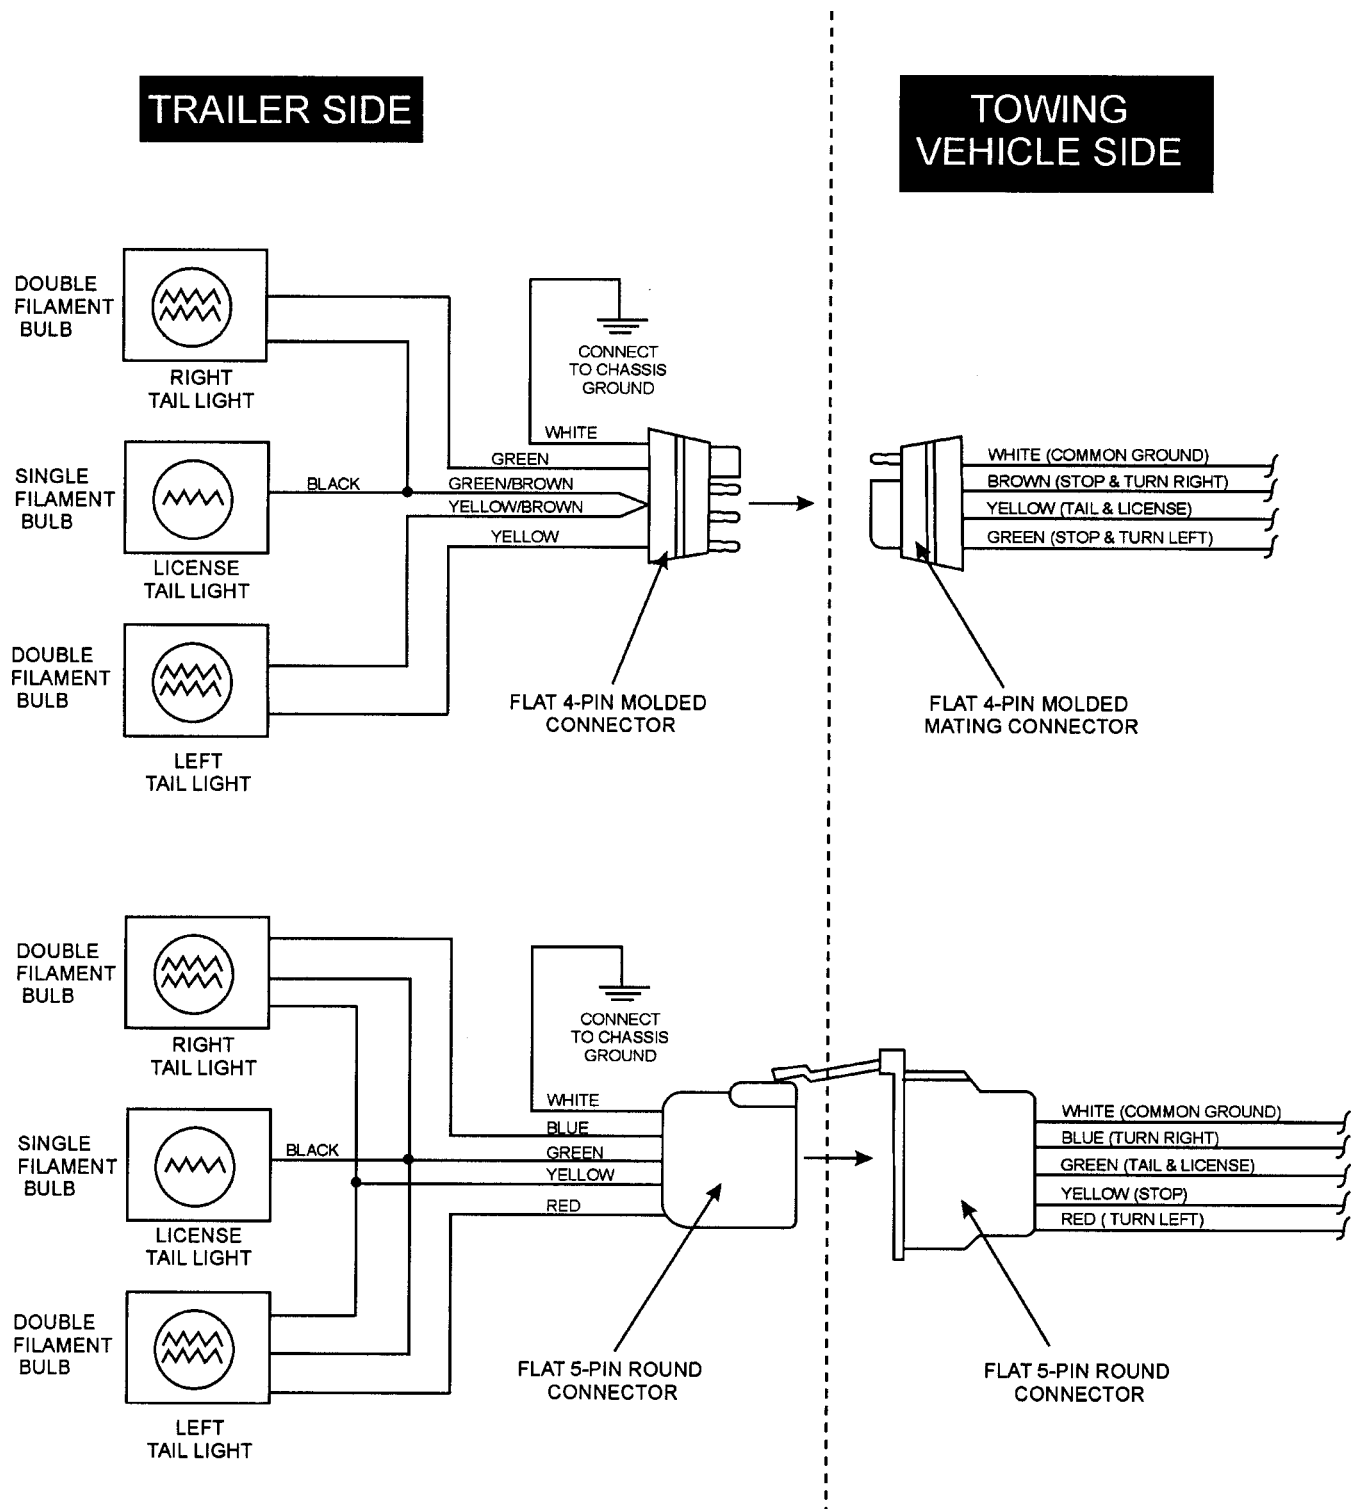 TRAILER SIDE
TOWING
VEHICLE SIDE
DOUBLE
FILAMENT
BULB
RIGHT
TAIL LIGHT
SINGLE
FILAMENT
BULB
LICENSE
TAIL LIGHT
DOUBLE
FILAMENT
BULB
LEFT
TAIL LIGHT
BLACK
CONNECT
TO CHASSIS
GROUND
WHITE
GREEN
GREEN/BROWN
YELLOW/BROWN
YELLOW
FLAT 4-PIN MOLDED
CONNECTOR
WHITE (COMMON GROUND)
BROWN (STOP & TURN RIGHT)
YELLOW (TAIL & LICENSE)
GREEN (STOP & TURN LEFT)
FLAT 4-PIN MOLDED
MATING CONNECTOR
DOUBLE
FILAMENT
BULB
RIGHT
TAIL LIGHT
SINGLE
FILAMENT
BULB
LICENSE
TAIL LIGHT
DOUBLE
FILAMENT
BULB
LEFT
TAIL LIGHT
BLACK
CONNECT
TO CHASSIS
GROUND
WHITE
BLUE
GREEN
YELLOW
RED
FLAT 5-PIN ROUND
CONNECTOR
WHITE (COMMON GROUND)
BLUE (TURN RIGHT)
GREEN (TAIL & LICENSE)
YELLOW (STOP)
RED ( TURN LEFT)
FLAT 5-PIN ROUND
CONNECTOR